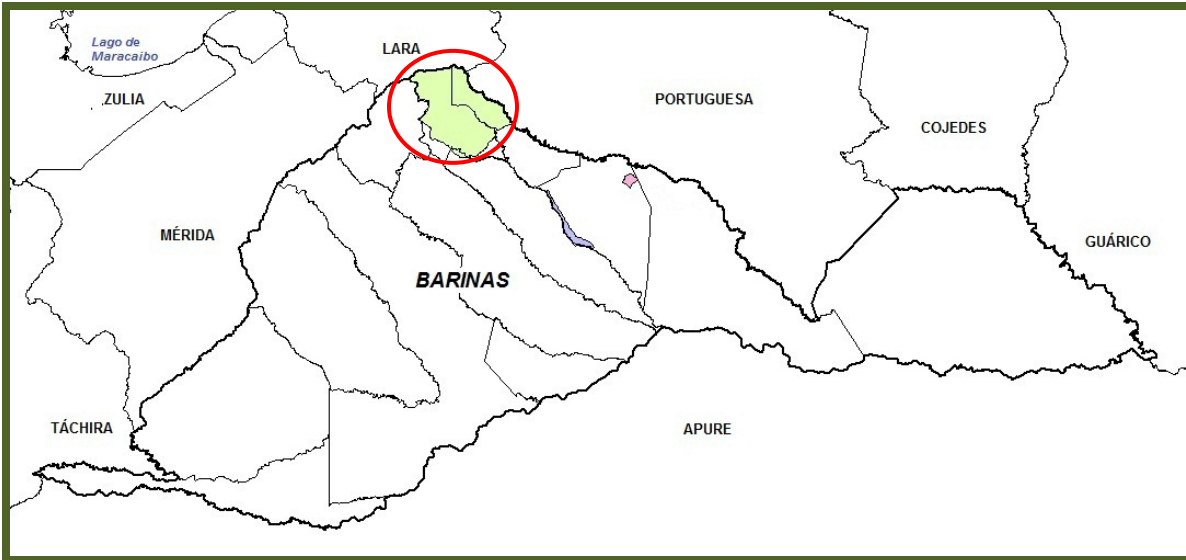 Lago de
Maracaibo
LARA
ZULIA
PORTUGUESA
COJEDES
MÉRIDA
GUÁRICO
BARINAS
TÁCHIRA
APURE